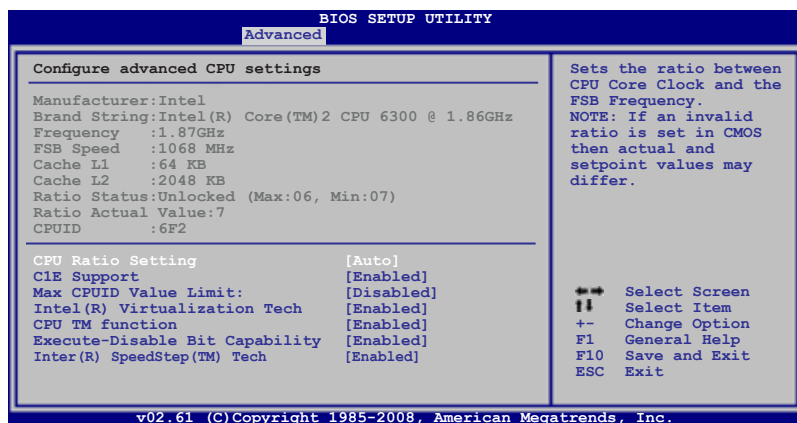 BIOS SETUP UTILITY
Advanced
Configure advanced CPU settings
Manufacturer:Intel
Brand String:Intel(R) Core(TM)2 CPU 6300 @ 1.86GHz
Frequency :1.87GHz
FSB Speed :1068 MHz
Cache L1 :64 KB
Cache L2 :2048 KB
Ratio Status:Unlocked (Max:06, Min:07)
Ratio Actual Value:7
CPUID :6F2
CPU Ratio Setting [Auto]
C1E Support [Enabled]
Max CPUID Value Limit: [Disabled]
Intel(R) Virtualization Tech [Enabled]
CPU TM function [Enabled]
Execute-Disable Bit Capability [Enabled]
Inter(R) SpeedStep(TM) Tech [Enabled]
Sets the ratio between
CPU Core Clock and the
FSB Frequency.
NOTE: If an invalid
ratio is set in CMOS
then actual and
setpoint values may
differ.
Select Screen
Select Item
+- Change Option
F1 General Help
F10 Save and Exit
ESC Exit
v02.61 (C)Copyright 1985-2008, American Megatrends, Inc.